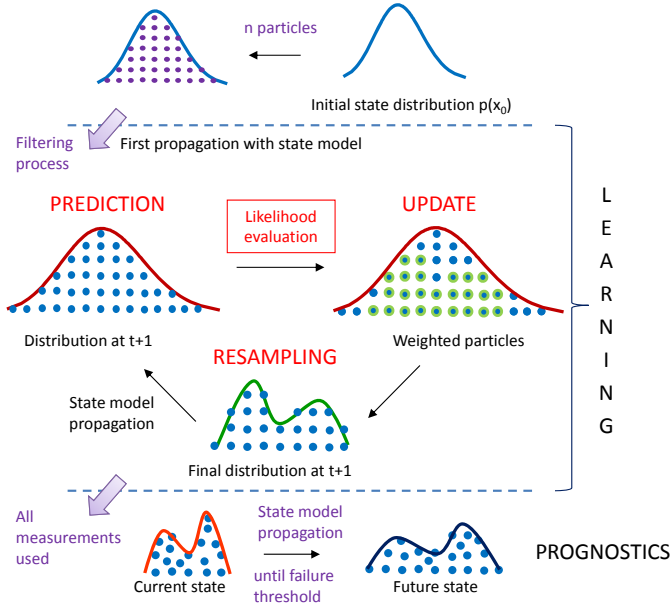 n particles
Initial state distribution p(x₀)
Filtering
process
First propagation with state model
PREDICTION
Likelihood
evaluation
UPDATE
Distribution at t+1
Weighted particles
RESAMPLING
State model
propagation
Final distribution at t+1
LEARNING
All
measurements
used
State model
propagation
until failure
threshold
Current state
Future state
PROGNOSTICS